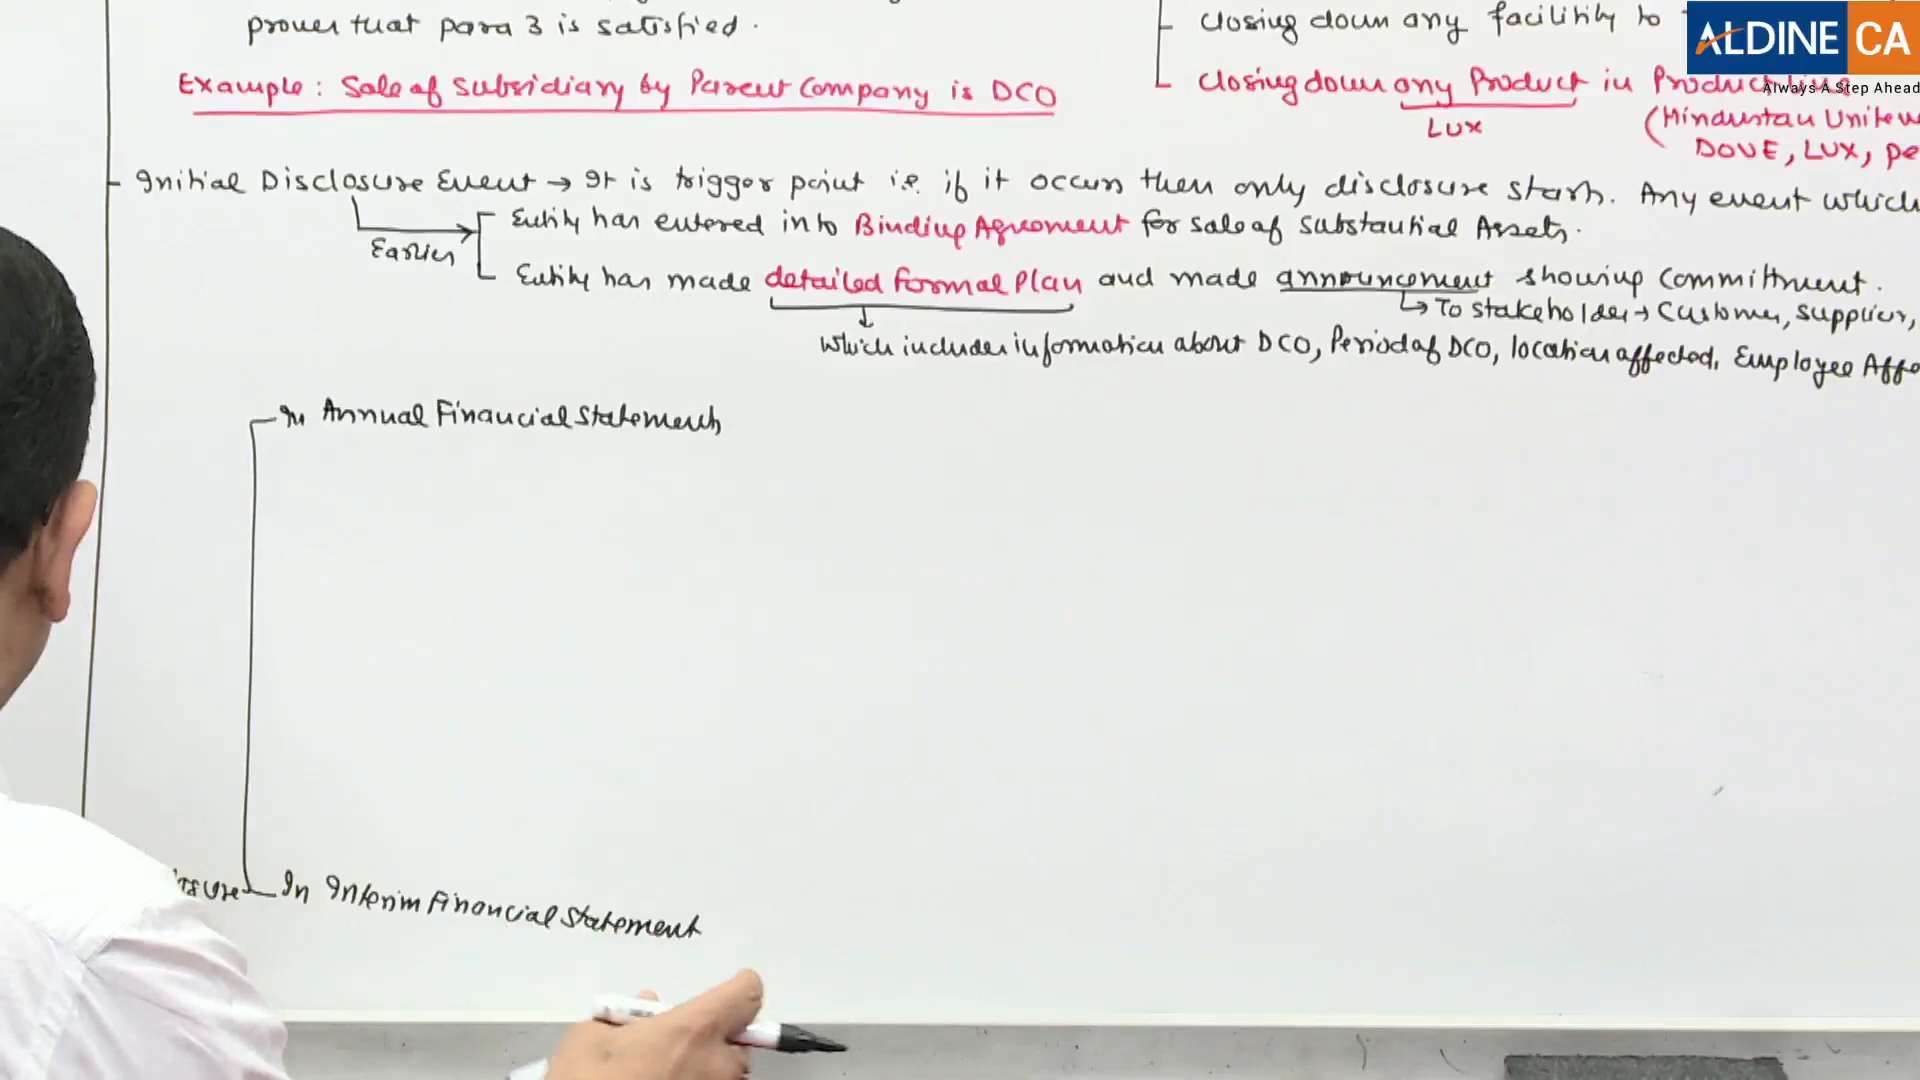 proves that para 3 is satisfied.
Example: Sale of Subsidiary by Parent Company is DCO
closing down any facility to
closing down any Product in Product Line
LUX
(Hindustan Unilev
DOVE, LUX, pe
ALDINE CA
Always A Step Ahead
Initial Disclosure Event → It is trigger point i.e. if it occurs then only disclosure starts. Any event which
Earlier
Entity has entered into Binding Agreement for sale of substantial Assets.
Entity has made detailed formal Plan and made announcement showing committment.
To stakeholder → Customer, supplier,
which includes information about DCO, Period of DCO, location affected, Employee Affe
In Annual Financial Statements
sure
In Interim Financial Statement